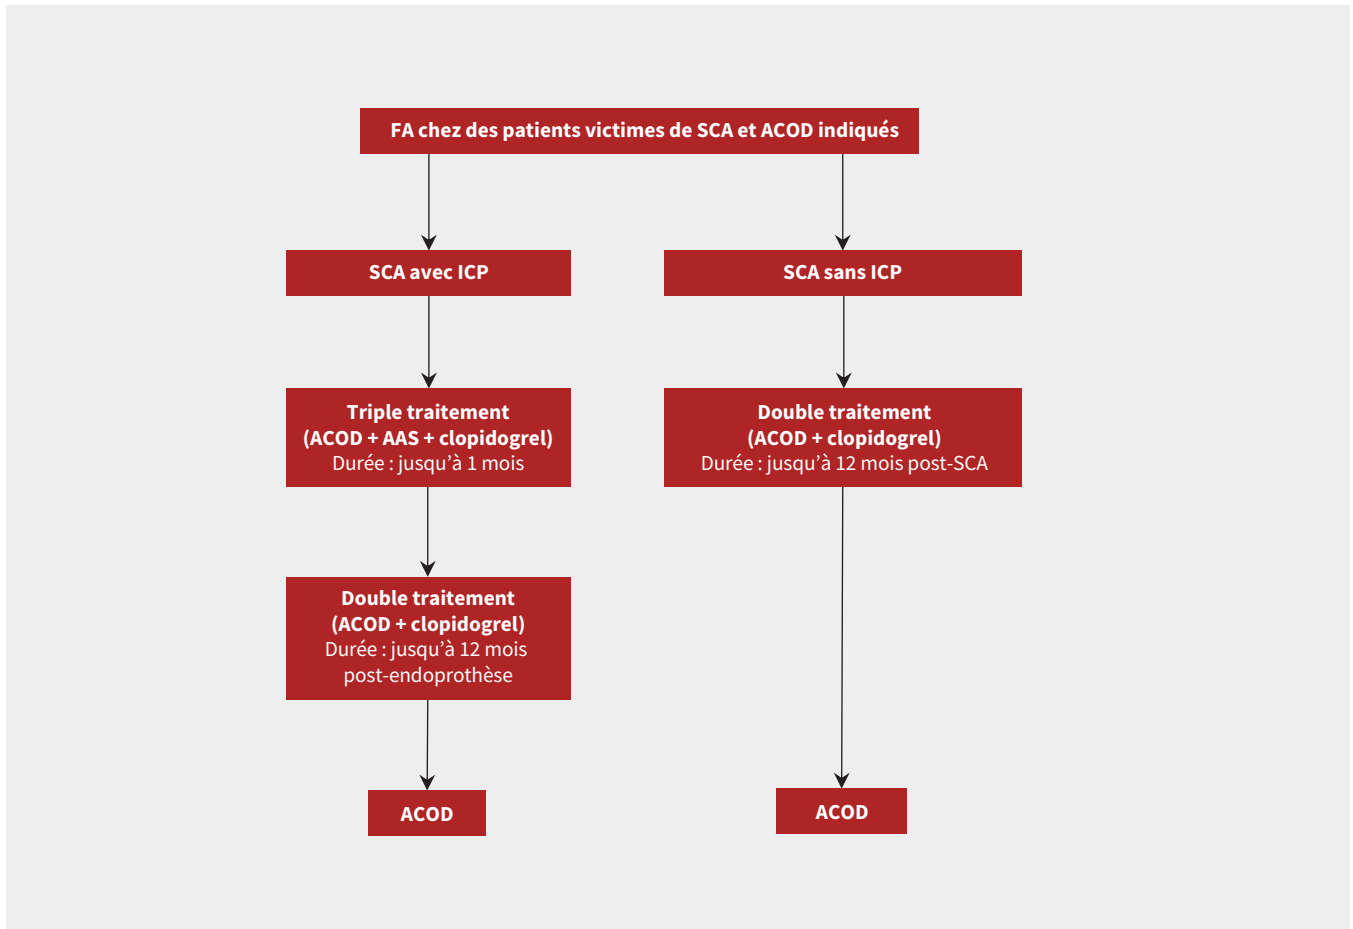 FA chez des patients victimes de SCA et ACOD indiqués
SCA avec ICP
SCA sans ICP
Triple traitement
(ACOD + AAS + clopidogrel)
Durée : jusqu’à 1 mois
Double traitement
(ACOD + clopidogrel)
Durée : jusqu’à 12 mois post-SCA
Double traitement
(ACOD + clopidogrel)
Durée : jusqu’à 12 mois
post-endoprothèse
ACOD
ACOD